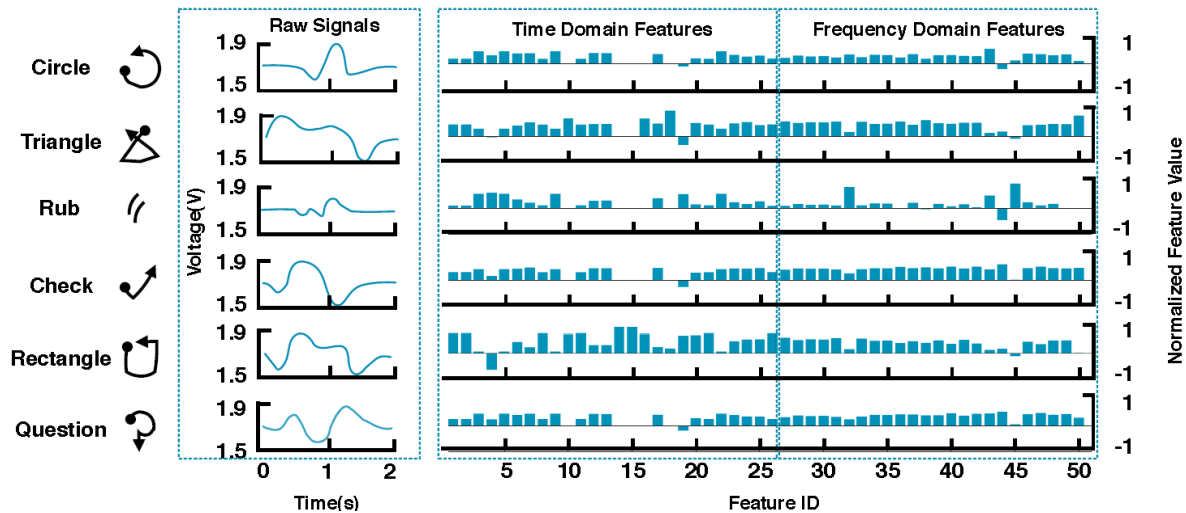 Raw Signals
Time Domain Features
Frequency Domain Features
Circle
1.9
1.5
1
-1
Triangle
1.9
1.5
1
-1
Rub
1.9
1.5
1
-1
Check
1.9
1.5
1
-1
Rectangle
1.9
1.5
1
-1
Question
1.9
1.5
1
-1
Voltage(V)
Normalized Feature Value
0 1 2
5 10 15 20 25 30 35 40 45 50
Time(s)
Feature ID